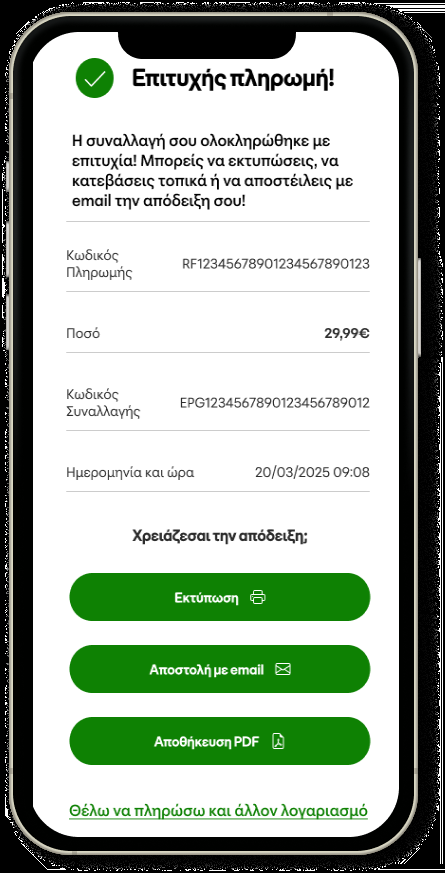 Επιτυχής πληρωμή!
Η συναλλαγή σου ολοκληρώθηκε με
επιτυχία! Μπορείς να εκτυπώσεις, να
κατεβάσεις τοπικά ή να αποστέιλεις με
email την απόδειξη σου!
Κωδικός
Πληρωμής
RF12345678901234567890123
Ποσό 29,99€
Κωδικός
Συναλλαγής
EPG1234567890123456789012
Ημερομηνία και ώρα 20/03/2025 09:08
Χρειάζεσαι την απόδειξη;
Εκτύπωση
Αποστολή με email
Αποθήκευση PDF
Θέλω να πληρώσω και άλλον λογαριασμό